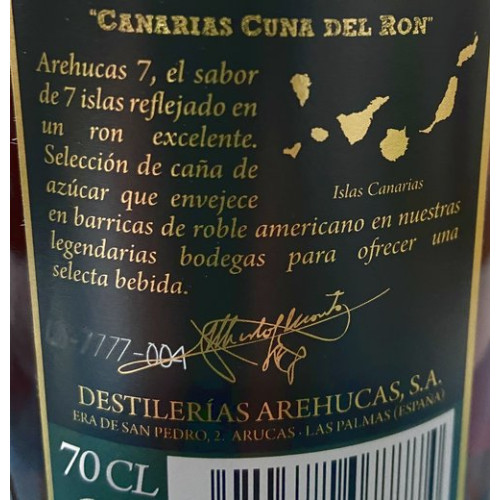 "CANARIAS CUNA DEL RON"
Arehucas 7, el sabor
de 7 islas reflejado en
un ron excelente.
Selección de caña de
azúcar que envejece
en barricas de roble americano en nuestras
legendarias bodegas para ofrecer una
selecta bebida.
Islas Canarias
DESTILERÍAS AREHUCAS, S.A.
ERA DE SAN PEDRO, 2. ARUCAS - LAS PALMAS (ESPAÑA)
70 CL